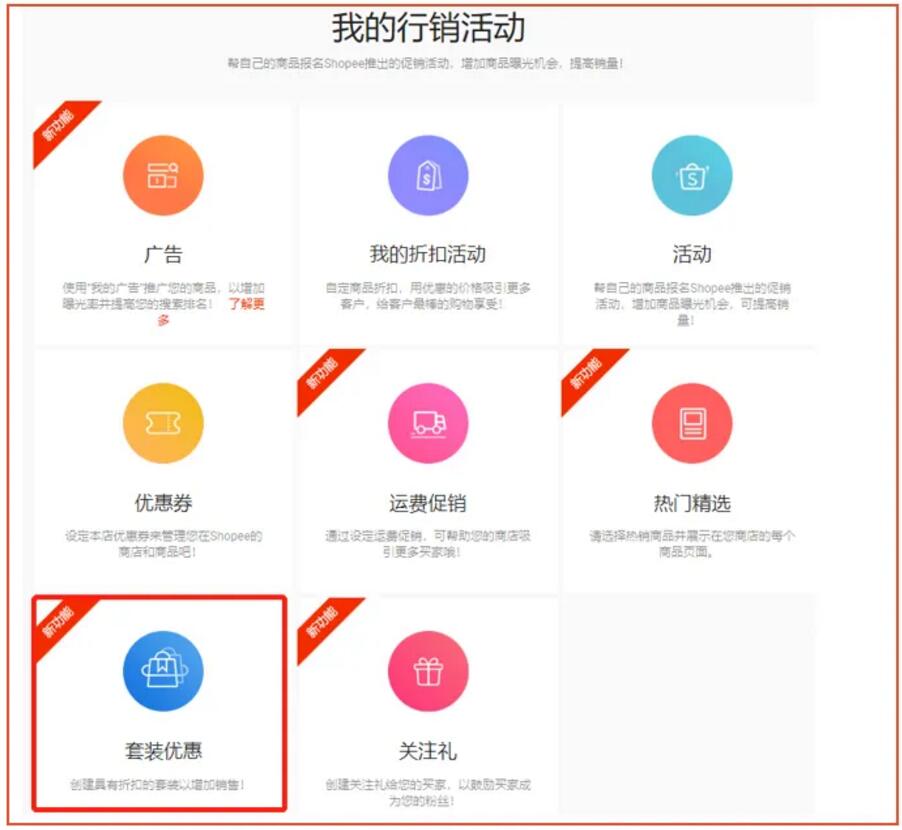 我的行销活动
帮自己的商品报名Shopee推出的促销活动，增加商品曝光机会，提高销量！
新功能
广告
使用"我的广告"推广您的商品，以增加
曝光率并提高您的搜索排名！ 了解更
多
我的折扣活动
自定商品折扣，用优惠的价格吸引更多
客户，给客户最棒的购物享受！
活动
帮自己的商品报名Shopee推出的促销
活动，增加商品曝光机会，可提高销
量！
优惠券
设定本店优惠券来管理您在Shopee的
商店和商品吧！
新功能
运费促销
通过设定运费促销，可帮助您的商店吸
引更多买家哦！
新功能
热门精选
请选择热销商品并展示在您商店的每个
商品页面。
新功能
套装优惠
创建具有折扣的套装以增加销售！
新功能
关注礼
创建关注礼给您的买家，以鼓励买家成
为您的粉丝！